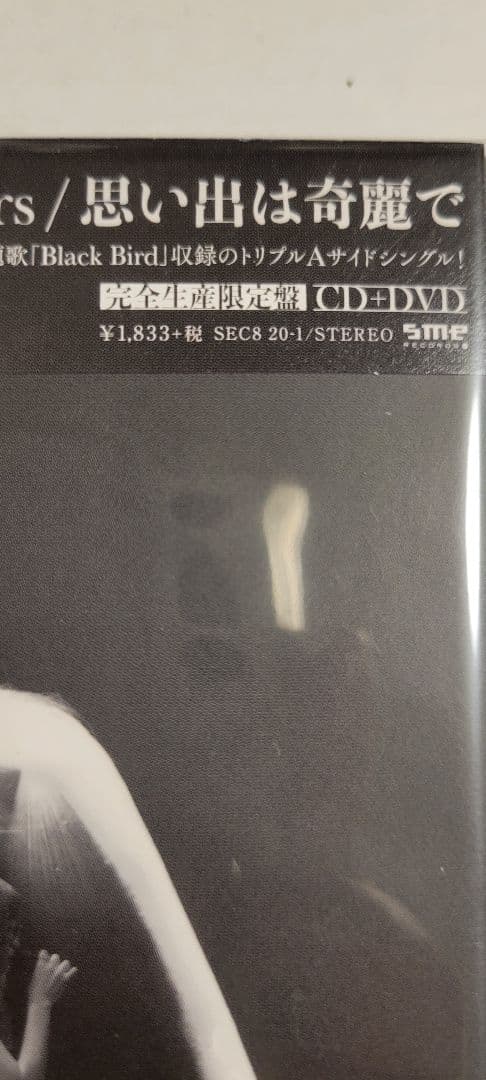 rs / 思い出は奇麗で
歌「Black Bird」収録のトリプルAサイドシングル!
完全生産限定盤 CD+DVD
¥1,833+税 SEC8 20-1/STEREO sme RECORDS